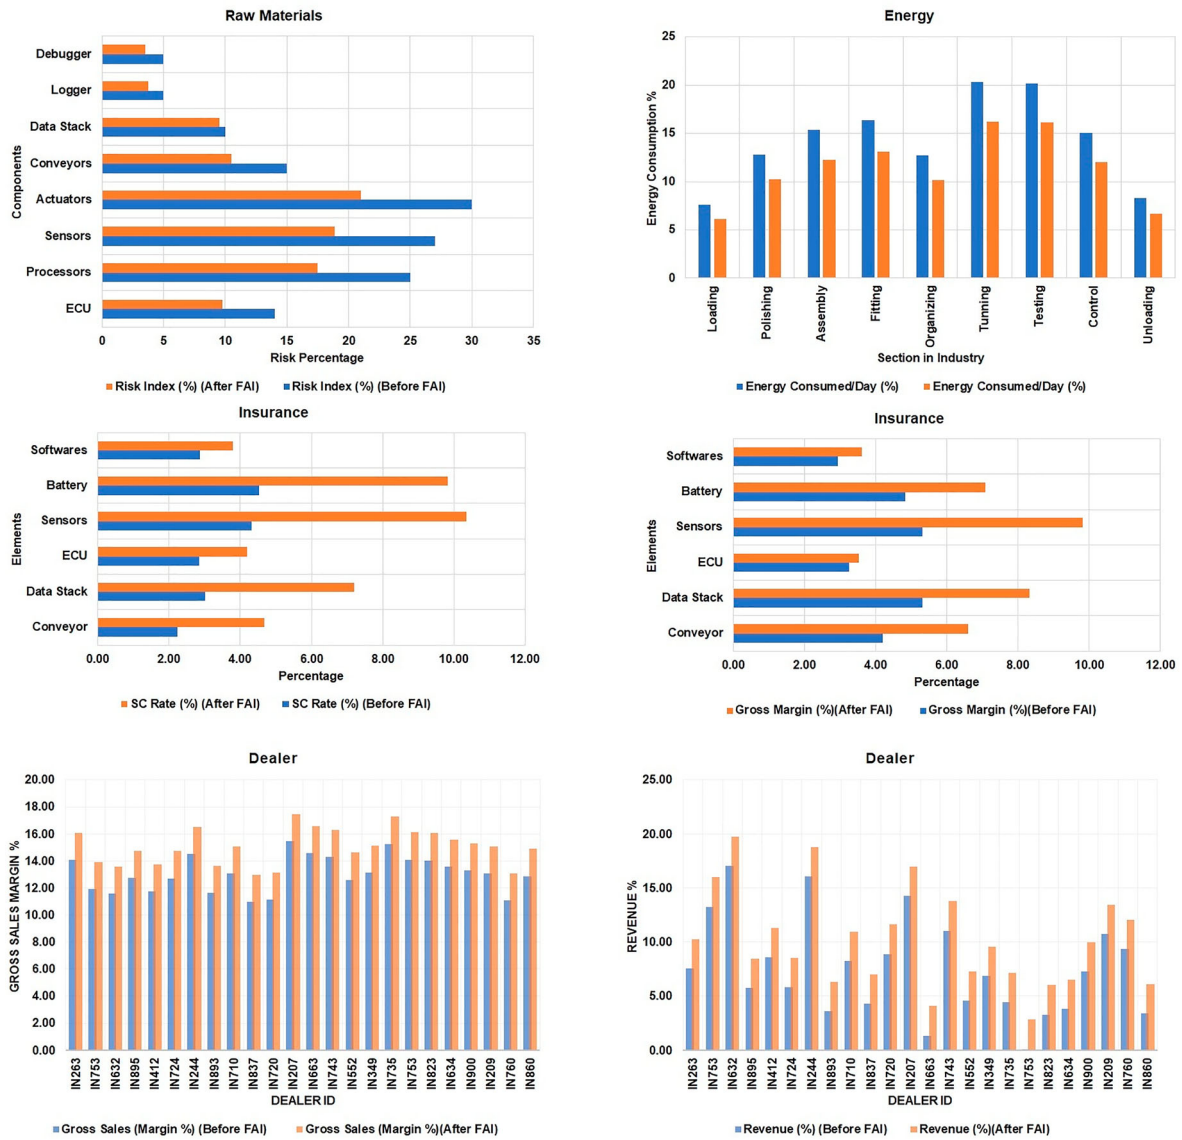 Raw Materials
Components
Debugger
Logger
Data Stack
Conveyors
Actuators
Sensors
Processors
ECU
0 5 10 15 20 25 30 35
Risk Percentage
Risk Index (%) (After FAI) Risk Index (%) (Before FAI)
Energy
Energy Consumption %
25
20
15
10
5
0
Loading Polishing Assembly Fitting Organizing Tunning Testing Control Unloading
Section in Industry
Energy Consumed/Day (%) Energy Consumed/Day (%)
Insurance
Elements
Softwares
Battery
Sensors
ECU
Data Stack
Conveyor
0.00 2.00 4.00 6.00 8.00 10.00 12.00
Percentage
SC Rate (%) (After FAI) SC Rate (%) (Before FAI)
Insurance
Elements
Softwares
Battery
Sensors
ECU
Data Stack
Conveyor
0.00 2.00 4.00 6.00 8.00 10.00 12.00
Percentage
Gross Margin (%)(After FAI) Gross Margin (%)(Before FAI)
Dealer
GROSS SALES MARGIN %
20.00
18.00
16.00
14.00
12.00
10.00
8.00
6.00
4.00
2.00
0.00
IN263 IN753 IN632 IN895 IN412 IN724 IN244 IN893 IN710 IN837 IN720 IN207 IN663 IN743 IN552 IN349 IN735 IN753 IN823 IN634 IN900 IN209 IN760 IN860
DEALER ID
Gross Sales (Margin %) (Before FAI) Gross Sales (Margin %)(After FAI)
Dealer
REVENUE %
25.00
20.00
15.00
10.00
5.00
0.00
IN263 IN753 IN632 IN895 IN412 IN724 IN244 IN893 IN710 IN837 IN720 IN207 IN663 IN743 IN552 IN349 IN735 IN753 IN823 IN634 IN900 IN209 IN760 IN860
DEALER ID
Revenue (%) (Before FAI) Revenue (%)(After FAI)